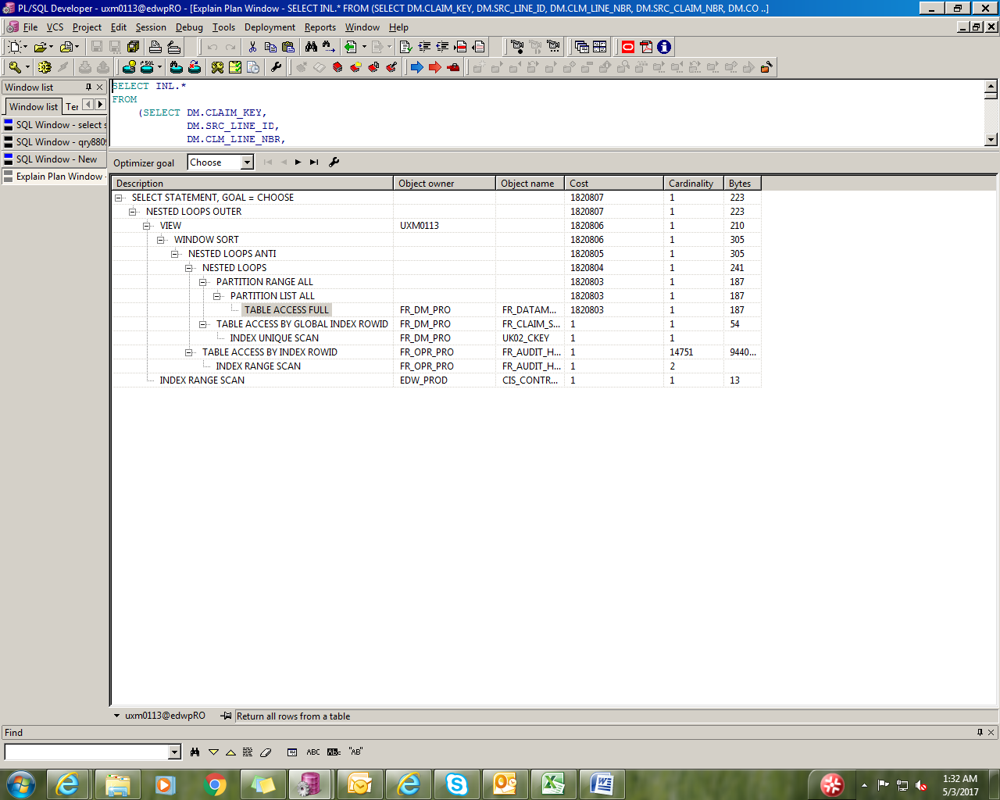 PL/SQL Developer - uxm0113@edwpRO - [Explain Plan Window - SELECT INL.* FROM (SELECT DM.CLAIM_KEY, DM.SRC_LINE_ID, DM.CLM_LINE_NBR, DM.SRC_CLAIM_NBR, DM.CO ..]
File VCS Project Edit Session Debug Tools Deployment Reports Window Help
Window list
Window list Ter
SQL Window - select s
SQL Window - qry8809
SQL Window - New
Explain Plan Window -
SELECT INL.*
FROM
(SELECT DM.CLAIM_KEY,
DM.SRC_LINE_ID,
DM.CLM_LINE_NBR,
Optimizer goal Choose
Description Object owner Object name Cost Cardinality Bytes
SELECT STATEMENT, GOAL = CHOOSE 1820807 1 223
NESTED LOOPS OUTER 1820807 1 223
VIEW UXM0113 1820806 1 210
WINDOW SORT 1820806 1 305
NESTED LOOPS ANTI 1820805 1 305
NESTED LOOPS 1820804 1 241
PARTITION RANGE ALL 1820803 1 187
PARTITION LIST ALL 1820803 1 187
TABLE ACCESS FULL FR_DM_PRO FR_DATAM... 1820803 1 187
TABLE ACCESS BY GLOBAL INDEX ROWID FR_DM_PRO FR_CLAIM_S... 1 1 54
INDEX UNIQUE SCAN FR_DM_PRO UK02_CKEY 1 1
TABLE ACCESS BY INDEX ROWID FR_OPR_PRO FR_AUDIT_H... 1 14751 9440...
INDEX RANGE SCAN FR_OPR_PRO FR_AUDIT_H... 1 2
INDEX RANGE SCAN EDW_PROD CIS_CONTR... 1 1 13
uxm0113@edwpRO Return all rows from a table
Find
ABC "AB"
1:32 AM
5/3/2017